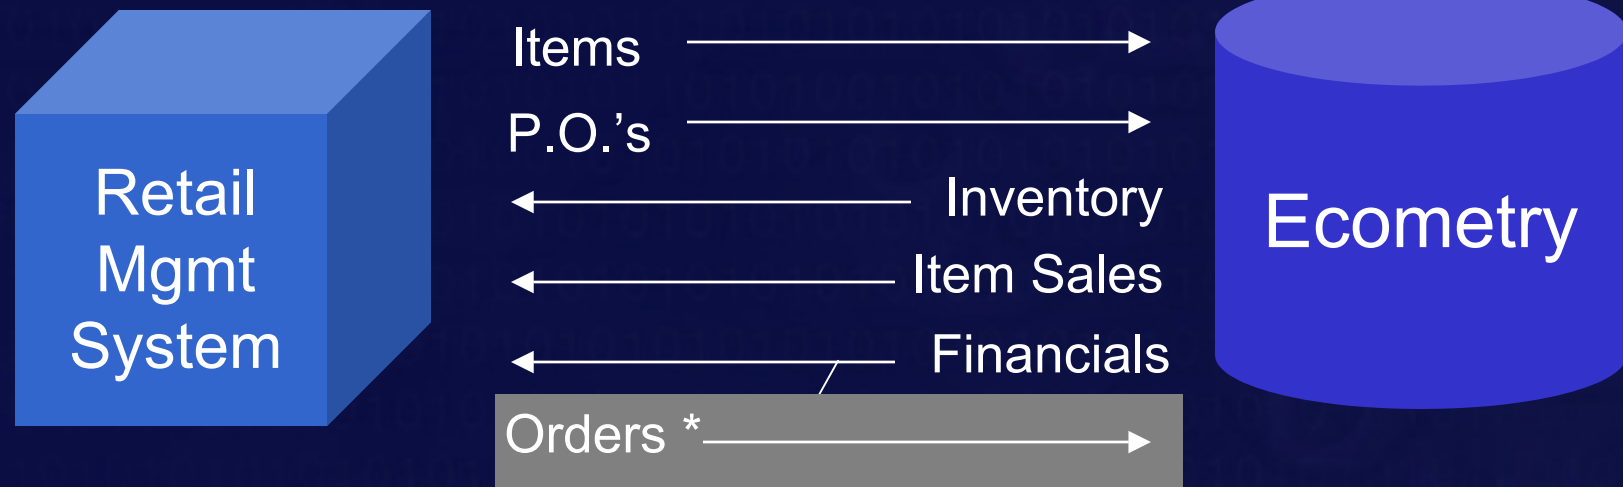 Items
P.O.’s
Retail
Mgmt
System
Inventory
Item Sales
Financials
Orders *
Ecometry